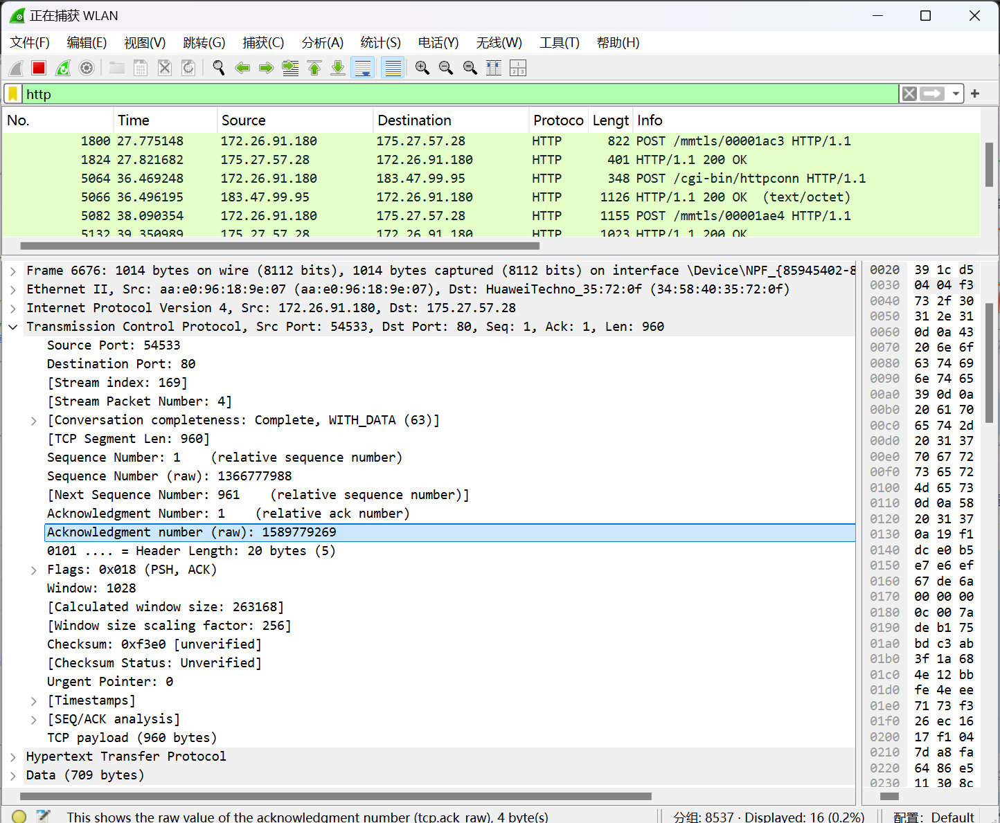 正在捕获 WLAN
文件(F) 编辑(E) 视图(V) 跳转(G) 捕获(C) 分析(A) 统计(S) 电话(Y) 无线(W) 工具(T) 帮助(H)
http
No. Time Source Destination Protoco Lengt Info
1800 27.775148 172.26.91.180 175.27.57.28 HTTP 822 POST /mmtls/00001ac3 HTTP/1.1
1824 27.821682 175.27.57.28 172.26.91.180 HTTP 401 HTTP/1.1 200 OK
5064 36.469248 172.26.91.180 183.47.99.95 HTTP 348 POST /cgi-bin/httpconn HTTP/1.1
5066 36.496195 183.47.99.95 172.26.91.180 HTTP 1126 HTTP/1.1 200 OK (text/octet)
5082 38.090354 172.26.91.180 175.27.57.28 HTTP 1155 POST /mmtls/00001ae4 HTTP/1.1
5132 39.350989 175.27.57.28 172.26.91.180 HTTP 1023 HTTP/1.1 200 OK
Frame 6676: 1014 bytes on wire (8112 bits), 1014 bytes captured (8112 bits) on interface \Device\NPF_{85945402-8
Ethernet II, Src: aa:e0:96:18:9e:07 (aa:e0:96:18:9e:07), Dst: HuaweiTechno_35:72:0f (34:58:40:35:72:0f)
Internet Protocol Version 4, Src: 172.26.91.180, Dst: 175.27.57.28
Transmission Control Protocol, Src Port: 54533, Dst Port: 80, Seq: 1, Ack: 1, Len: 960
Source Port: 54533
Destination Port: 80
[Stream index: 169]
[Stream Packet Number: 4]
[Conversation completeness: Complete, WITH_DATA (63)]
[TCP Segment Len: 960]
Sequence Number: 1 (relative sequence number)
Sequence Number (raw): 1366777988
[Next Sequence Number: 961 (relative sequence number)]
Acknowledgment Number: 1 (relative ack number)
Acknowledgment number (raw): 1589779269
0101 .... = Header Length: 20 bytes (5)
Flags: 0x018 (PSH, ACK)
Window: 1028
[Calculated window size: 263168]
[Window size scaling factor: 256]
Checksum: 0xf3e0 [unverified]
[Checksum Status: Unverified]
Urgent Pointer: 0
[Timestamps]
[SEQ/ACK analysis]
TCP payload (960 bytes)
Hypertext Transfer Protocol
Data (709 bytes)
0020 39 1c d5
0030 04 04 f3
0040 73 2f 30
0050 31 2e 31
0060 0d 0a 43
0070 20 6e 6f
0080 63 74 69
0090 6e 74 65
00a0 39 0d 0a
00b0 20 61 70
00c0 65 74 2d
00d0 20 31 37
00e0 70 67 72
00f0 73 65 72
0100 4d 65 73
0110 0d 0a 58
0120 20 31 37
0130 0a 19 f1
0140 dc e0 b5
0150 e7 e6 ef
0160 67 de 6a
0170 00 00 00
0180 0c 00 7a
0190 de b1 75
01a0 bd c3 ab
01b0 3f 1a 68
01c0 4e 12 bb
01d0 fe 4e ee
01e0 71 73 f3
01f0 26 ec 16
0200 17 f1 04
0210 7d a8 fa
0220 64 86 e5
0230 11 30 8c
This shows the raw value of the acknowledgment number (tcp.ack_raw), 4 byte(s)
分组: 8537 · Displayed: 16 (0.2%)
配置: Default